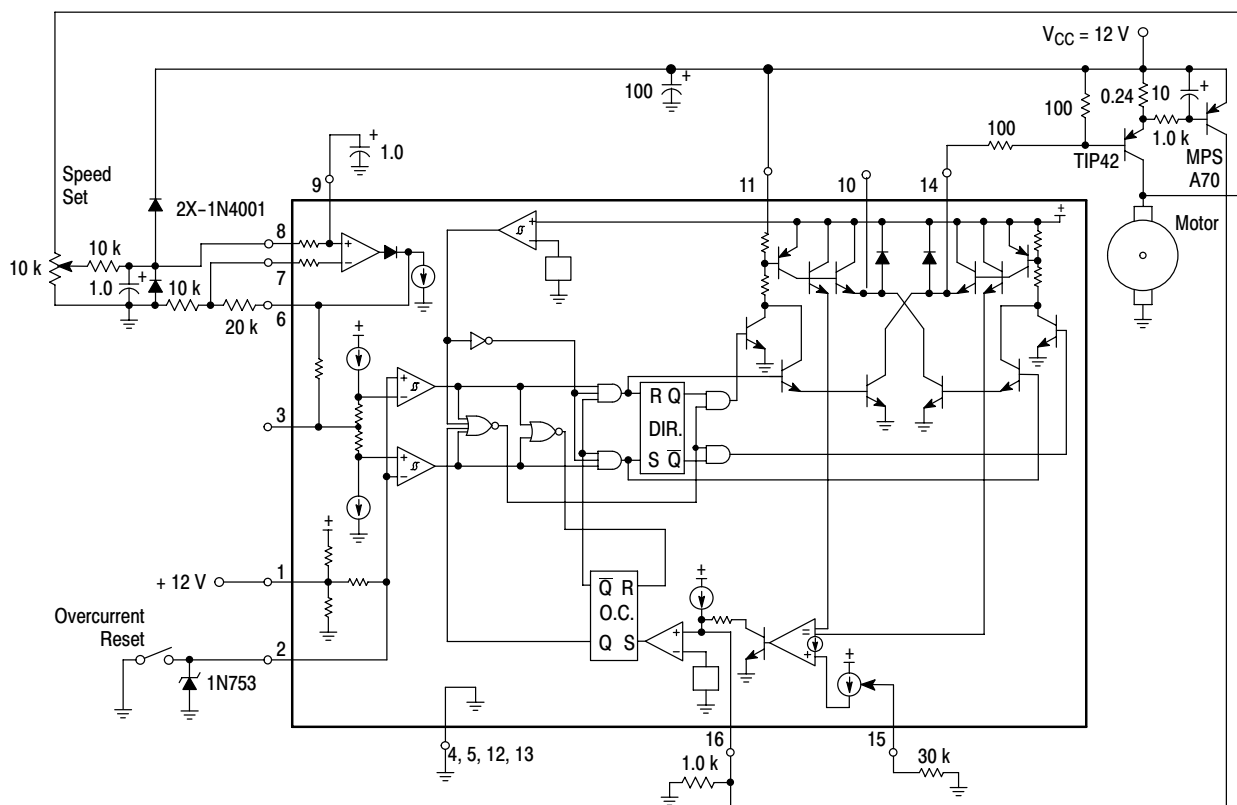 V_CC = 12 V
100
+
0.24
10
+
100
1.0 k
100
TIP42
MPS
A70
Motor
11
10
14
+
1.0
9
Speed
Set
2X–1N4001
10 k
10 k
+
1.0
10 k
20 k
8
7
6
+
–
+
–
+
+
+
–
+
–
3
R Q
DIR.
S Q̅
+ 12 V
1
+
Overcurrent
Reset
2
1N753
Q̅ R
O.C.
Q S
+
–
+
=
+
+
4, 5, 12, 13
16
15
1.0 k
30 k